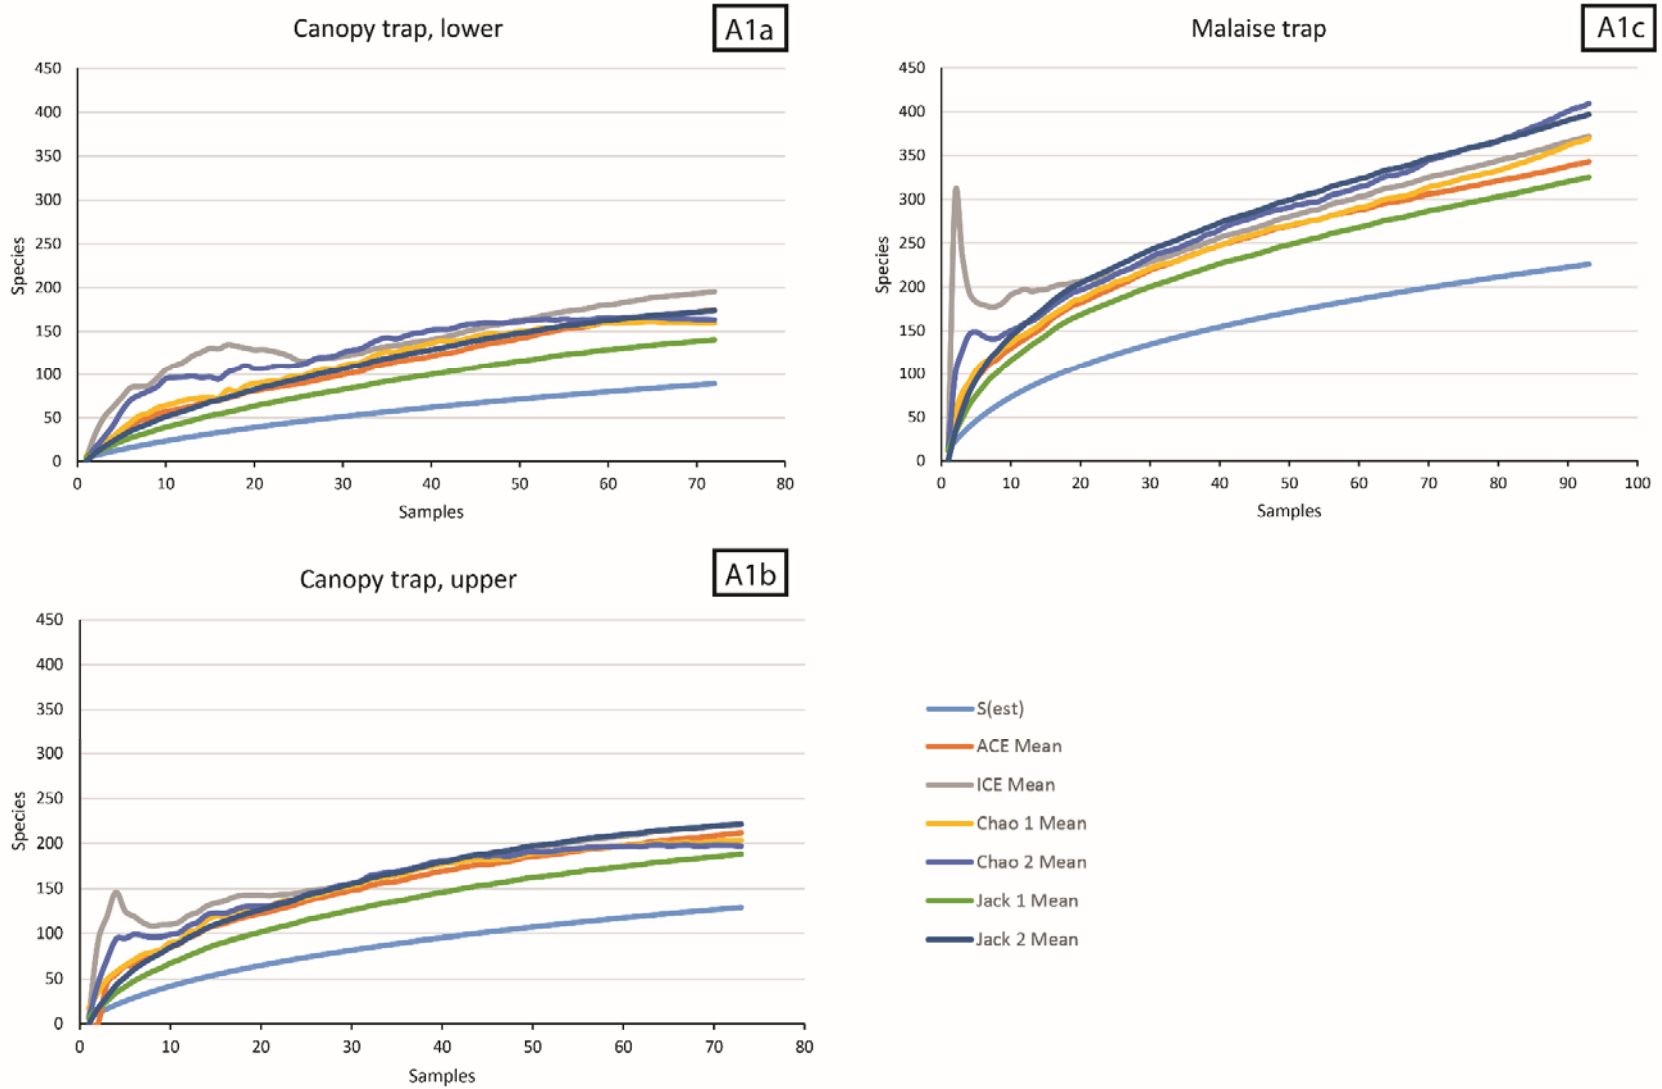 Canopy trap, lower
A1a
450
400
350
300
250
200
150
100
50
0
Species
0 10 20 30 40 50 60 70 80
Samples
Malaise trap
A1c
450
400
350
300
250
200
150
100
50
0
Species
0 10 20 30 40 50 60 70 80 90 100
Samples
Canopy trap, upper
A1b
450
400
350
300
250
200
150
100
50
0
Species
0 10 20 30 40 50 60 70 80
Samples
S(est)
ACE Mean
ICE Mean
Chao 1 Mean
Chao 2 Mean
Jack 1 Mean
Jack 2 Mean